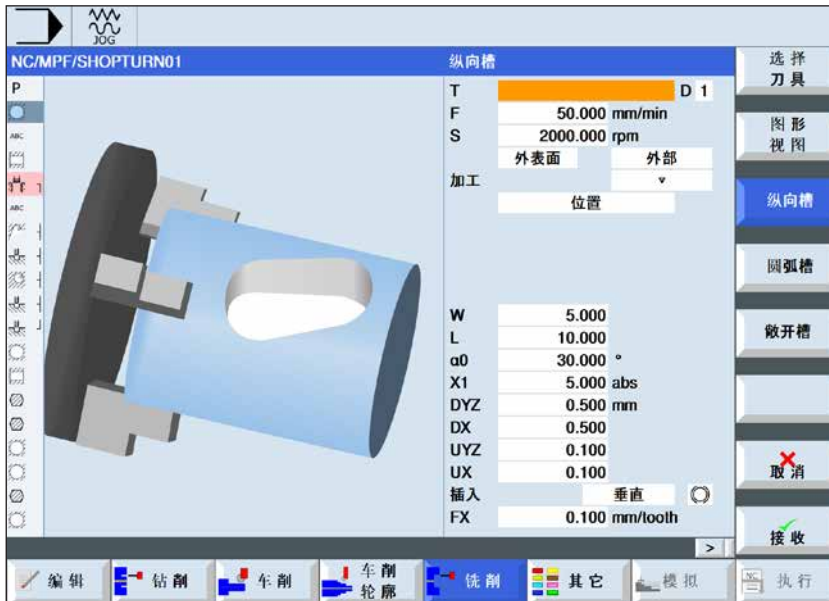 JOG
NC/MPF/SHOPTURN01
纵向槽
选择
刀具
P
T D 1
F 50.000 mm/min
S 2000.000 rpm
外表面 外部
加工 ▿
位置
W 5.000
L 10.000
α0 30.000 °
X1 5.000 abs
DYZ 0.500 mm
DX 0.500
UYZ 0.100
UX 0.100
插入 垂直
FX 0.100 mm/tooth
图形
视图
纵向槽
圆弧槽
敞开槽
取消
接收
>
编辑
钻削
车削
车削
轮廓
铣削
其它
模拟
NC
执行